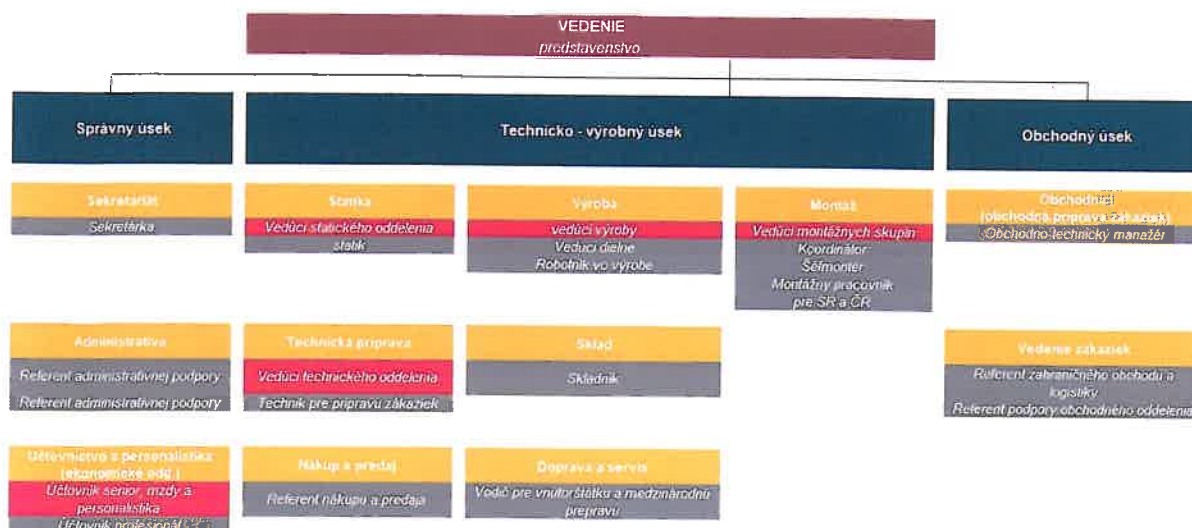 VEDENIE
predstavenstvo
Správny úsek
Technicko - výrobný úsek
Obchodný úsek
Sekretariát
Sekretárka
Statika
Vedúci statického oddelenia
statik
Výroba
vedúci výroby
Vedúci dielne
Robotník vo výrobe
Montáž
Vedúci montážnych skupín
Koordinátor
Šéfmontér
Montážny pracovník
pre SR a ČR
Obchodníci
(obchodná príprava zákaziek)
Obchodno-technický manažér
Administratíva
Referent administratívnej podpory
Referent administratívnej podpory
Technická príprava
Vedúci technického oddelenia
Technik pre prípravu zákaziek
Sklad
Skladník
Vedenie zákaziek
Referent zahraničného obchodu a
logistiky
Referent podpory obchodného oddelenia
Účtovníctvo a personalistika
(ekonomické odd.)
Účtovník senior, mzdy a
personalistika
Účtovník profesionál
Nákup a predaj
Referent nákupu a predaja
Doprava a servis
Vodič pre vnútroštátnu a medzinárodnú
prepravu